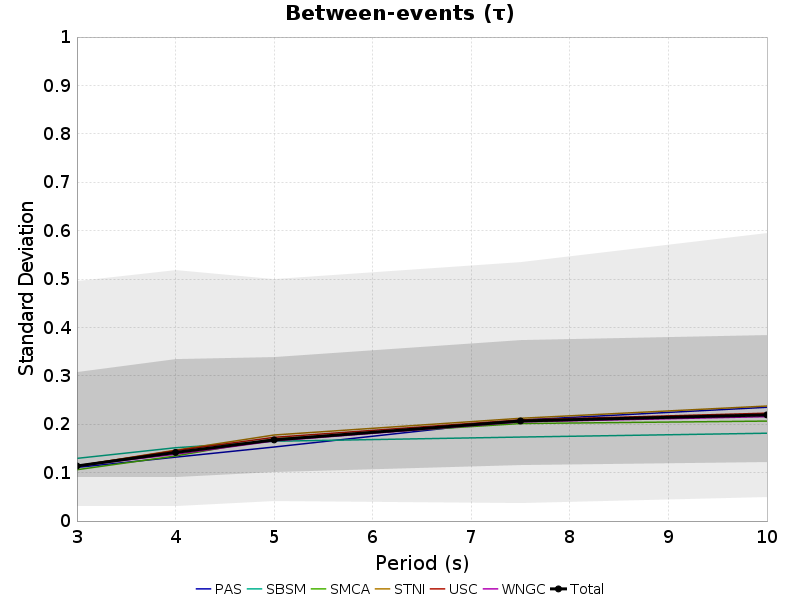 Between-events (τ)
1
0.9
0.8
0.7
0.6
0.5
0.4
0.3
0.2
0.1
0
Standard Deviation
3 4 5 6 7 8 9 10
Period (s)
PAS SBSM SMCA STNI USC WNGC Total